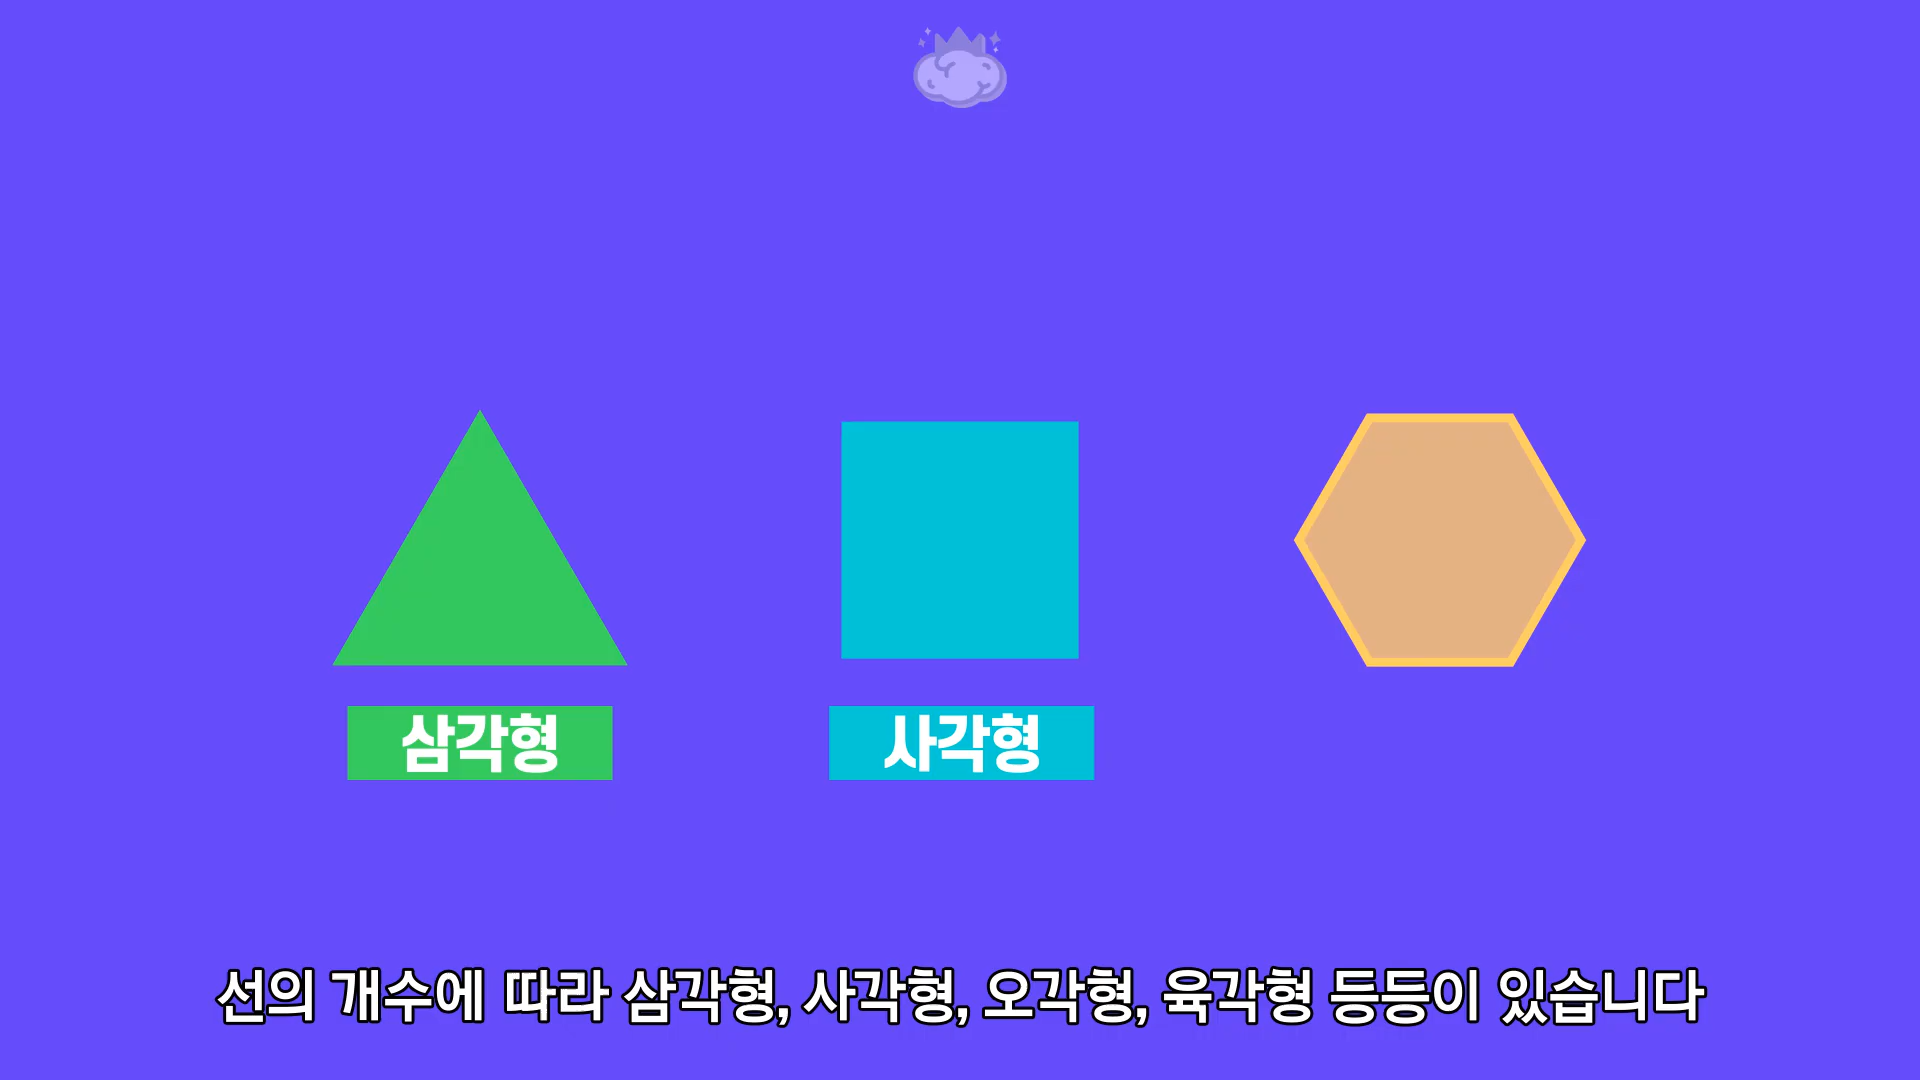 삼각형
사각형
선의 개수에 따라 삼각형, 사각형, 오각형, 육각형 등등이 있습니다